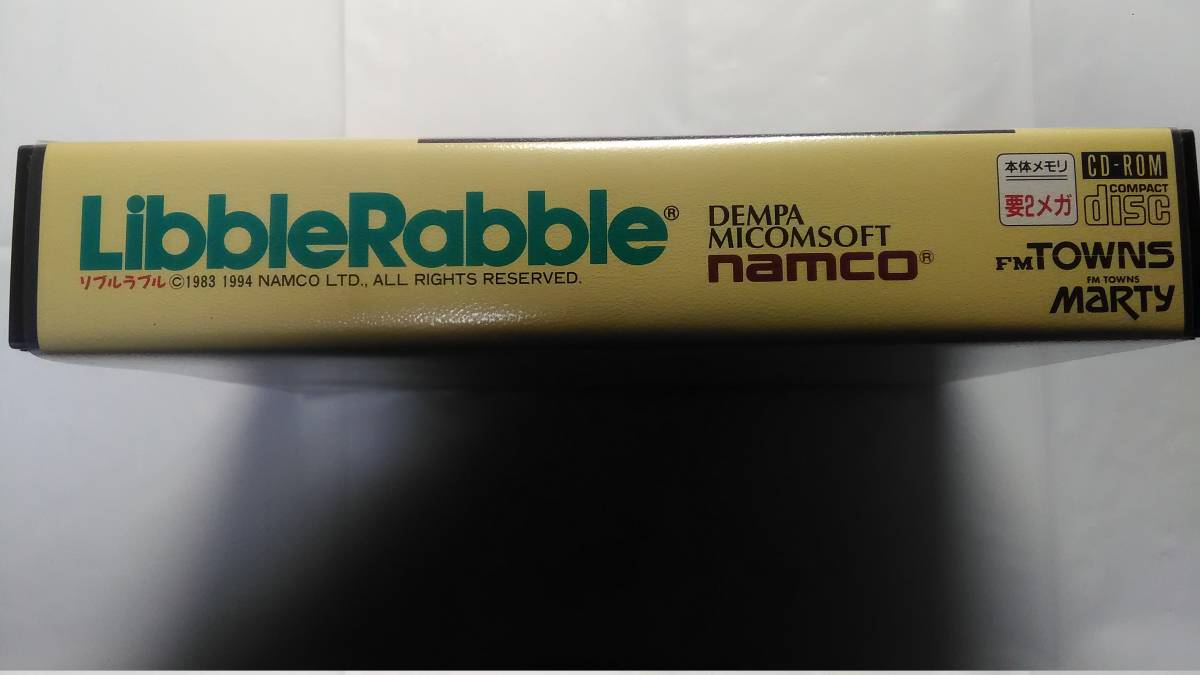 LibbleRabble®
リブルラブル ©1983 1994 NAMCO LTD., ALL RIGHTS RESERVED.
DEMPA
MICOMSOFT
namco®
本体メモリ
要2メガ
CD-ROM
COMPACT
disc
FM TOWNS
FM TOWNS
MARTY